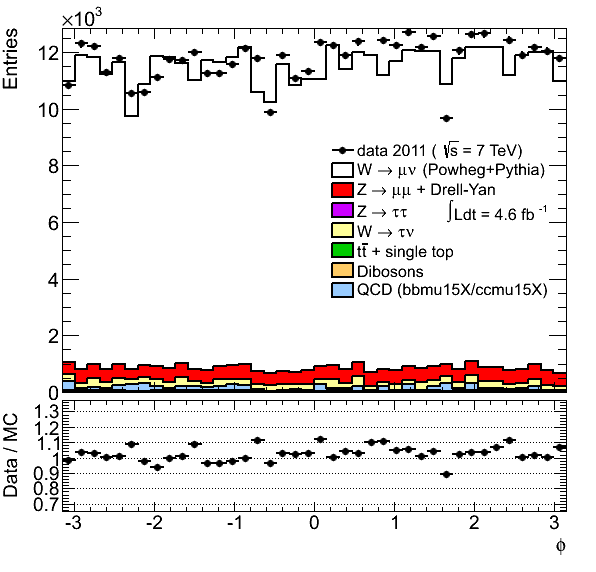 ×10³
Entries
12
10
8
6
4
2
0
data 2011 ( √s = 7 TeV)
W → μν (Powheg+Pythia)
Z → μμ + Drell-Yan
Z → ττ
∫Ldt = 4.6 fb⁻¹
W → τν
tt̄ + single top
Dibosons
QCD (bbmu15X/ccmu15X)
Data / MC
1.3
1.2
1.1
1
0.9
0.8
0.7
-3 -2 -1 0 1 2 3
ϕ